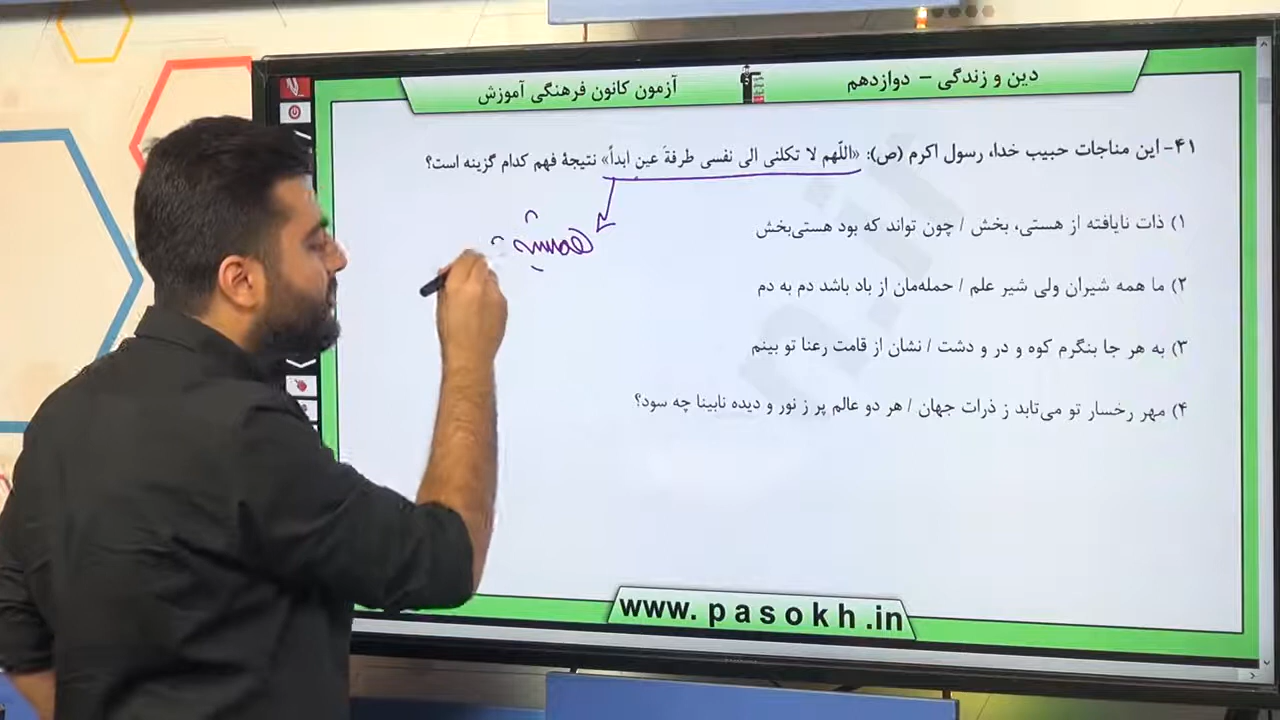 دین و زندگی – دوازدهم
آزمون کانون فرهنگی آموزش
۴۱- این مناجات حبیب خدا، رسول اکرم (ص): «اللّهم لا تکلنی الی نفسی طرفةَ عین ابداً» نتیجهٔ فهم کدام گزینه است؟
۱) ذات نایافته از هستی، بخش / چون تواند که بود هستی‌بخش
۲) ما همه شیران ولی شیر علم / حمله‌مان از باد باشد دم به دم
۳) به هر جا بنگرم کوه و در و دشت / نشان از قامت رعنا تو بینم
۴) مهر رخسار تو می‌تابد ز ذرات جهان / هر دو عالم پر ز نور و دیده نابینا چه سود؟
www.pasokh.in